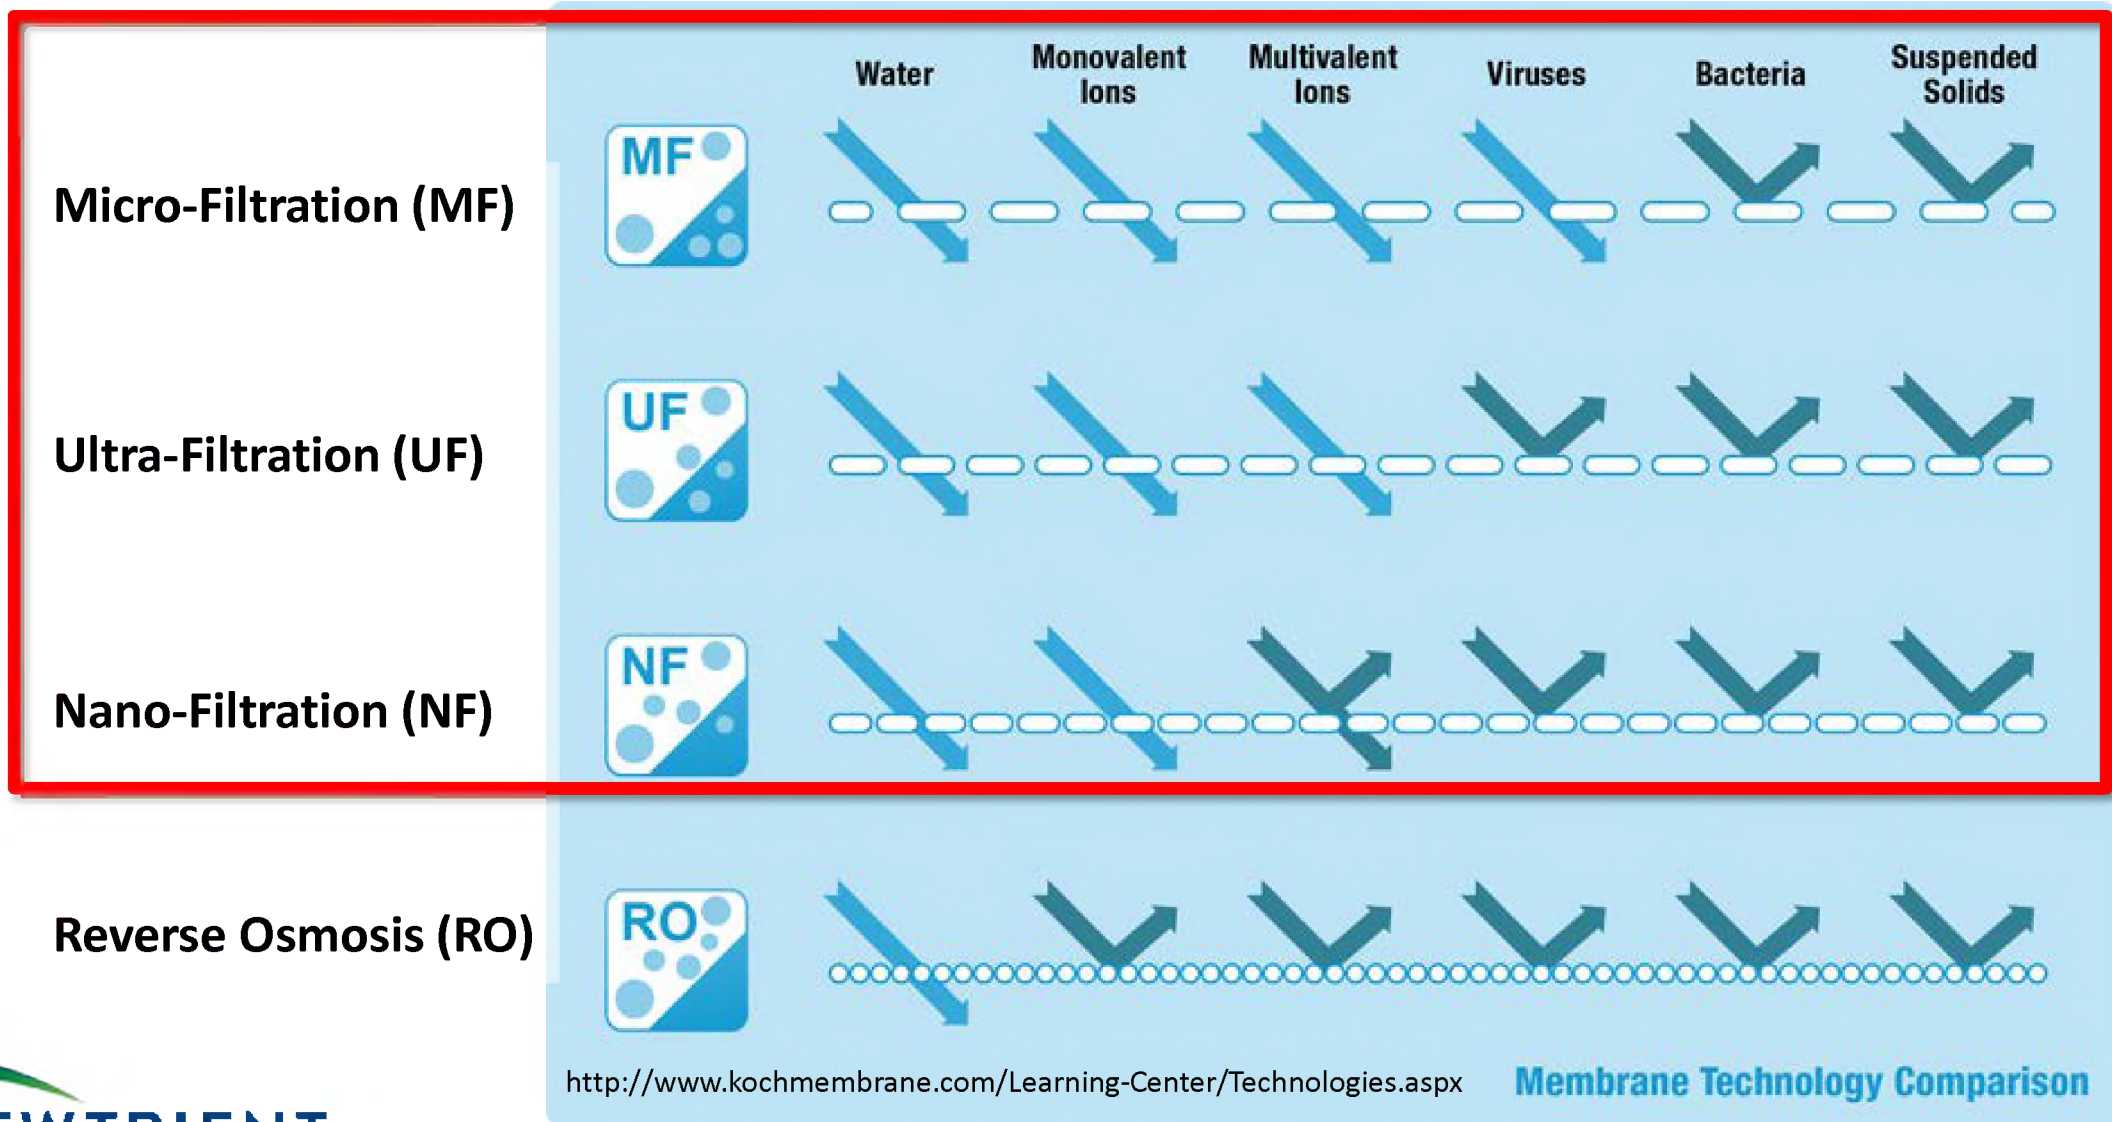 Water
Monovalent
Ions
Multivalent
Ions
Viruses
Bacteria
Suspended
Solids
Micro-Filtration (MF)
MF
Ultra-Filtration (UF)
UF
Nano-Filtration (NF)
NF
Reverse Osmosis (RO)
RO
http://www.kochmembrane.com/Learning-Center/Technologies.aspx
Membrane Technology Comparison